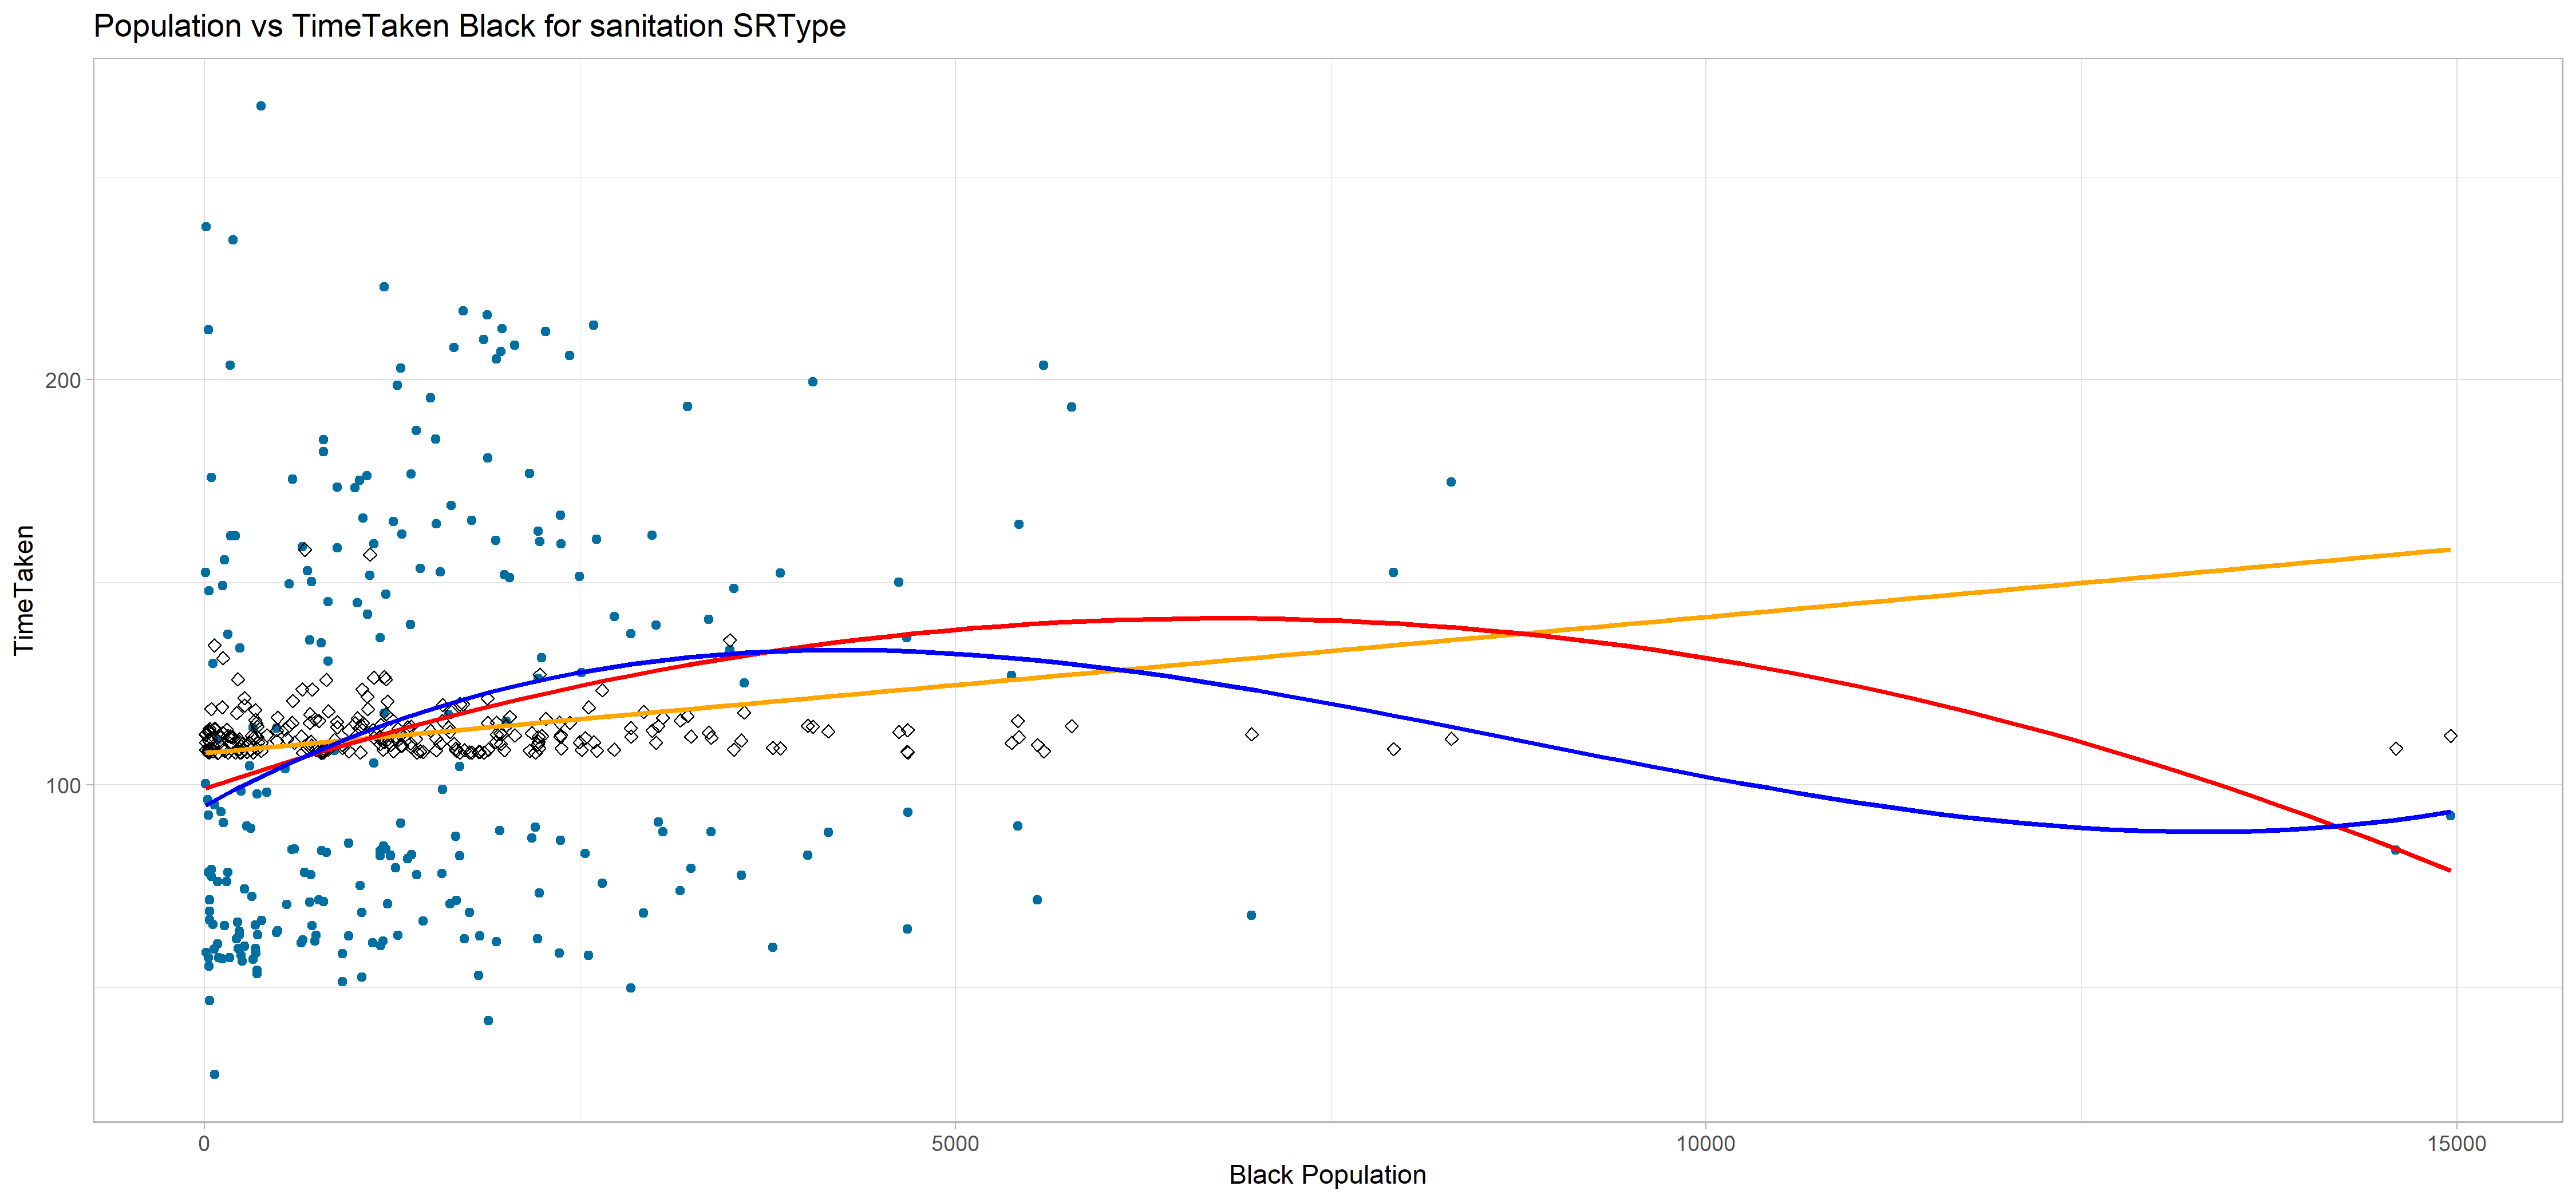 Population vs TimeTaken Black for sanitation SRType
TimeTaken
200
100
0
5000
10000
15000
Black Population